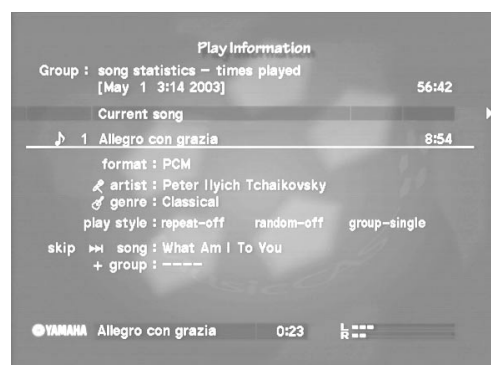 Play Information
Group : song statistics – times played
[May 1 3:14 2003] 56:42
Current song
1 Allegro con grazia 8:54
format : PCM
artist : Peter Ilyich Tchaikovsky
genre : Classical
play style : repeat-off random-off group-single
skip ⏭ song : What Am I To You
+ group : ----
YAMAHA Allegro con grazia 0:23 L
R